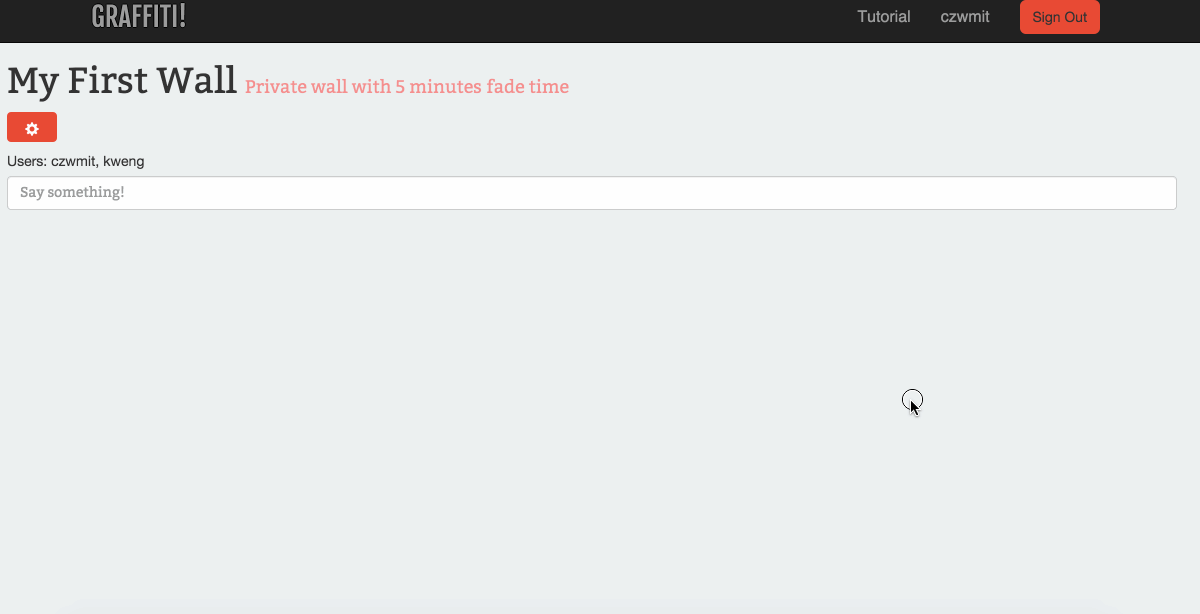 GRAFFITI!
Tutorial czwmit Sign Out
My First Wall Private wall with 5 minutes fade time
Users: czwmit, kweng
Say something!